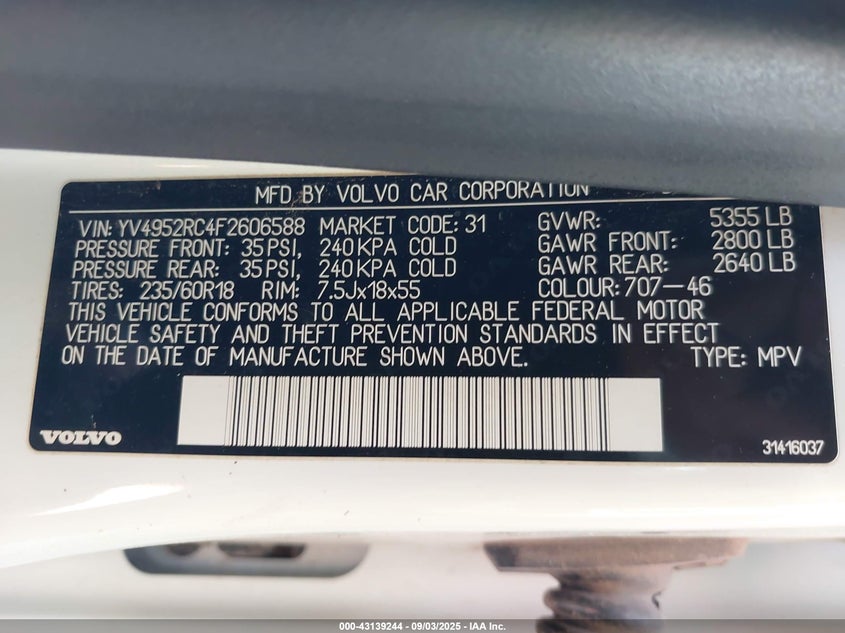 MFD BY VOLVO CAR CORPORATION
VIN: YV4952RC4F2606588 MARKET CODE: 31 GVWR: 5355 LB
PRESSURE FRONT: 35 PSI, 240 KPA COLD GAWR FRONT: 2800 LB
PRESSURE REAR: 35 PSI, 240 KPA COLD GAWR REAR: 2640 LB
TIRES: 235/60R18 RIM: 7.5Jx18x55 COLOUR: 707-46
THIS VEHICLE CONFORMS TO ALL APPLICABLE FEDERAL MOTOR
VEHICLE SAFETY AND THEFT PREVENTION STANDARDS IN EFFECT
ON THE DATE OF MANUFACTURE SHOWN ABOVE. TYPE: MPV
VOLVO
31416037
000-43139244 - 09/03/2025 - IAA Inc.